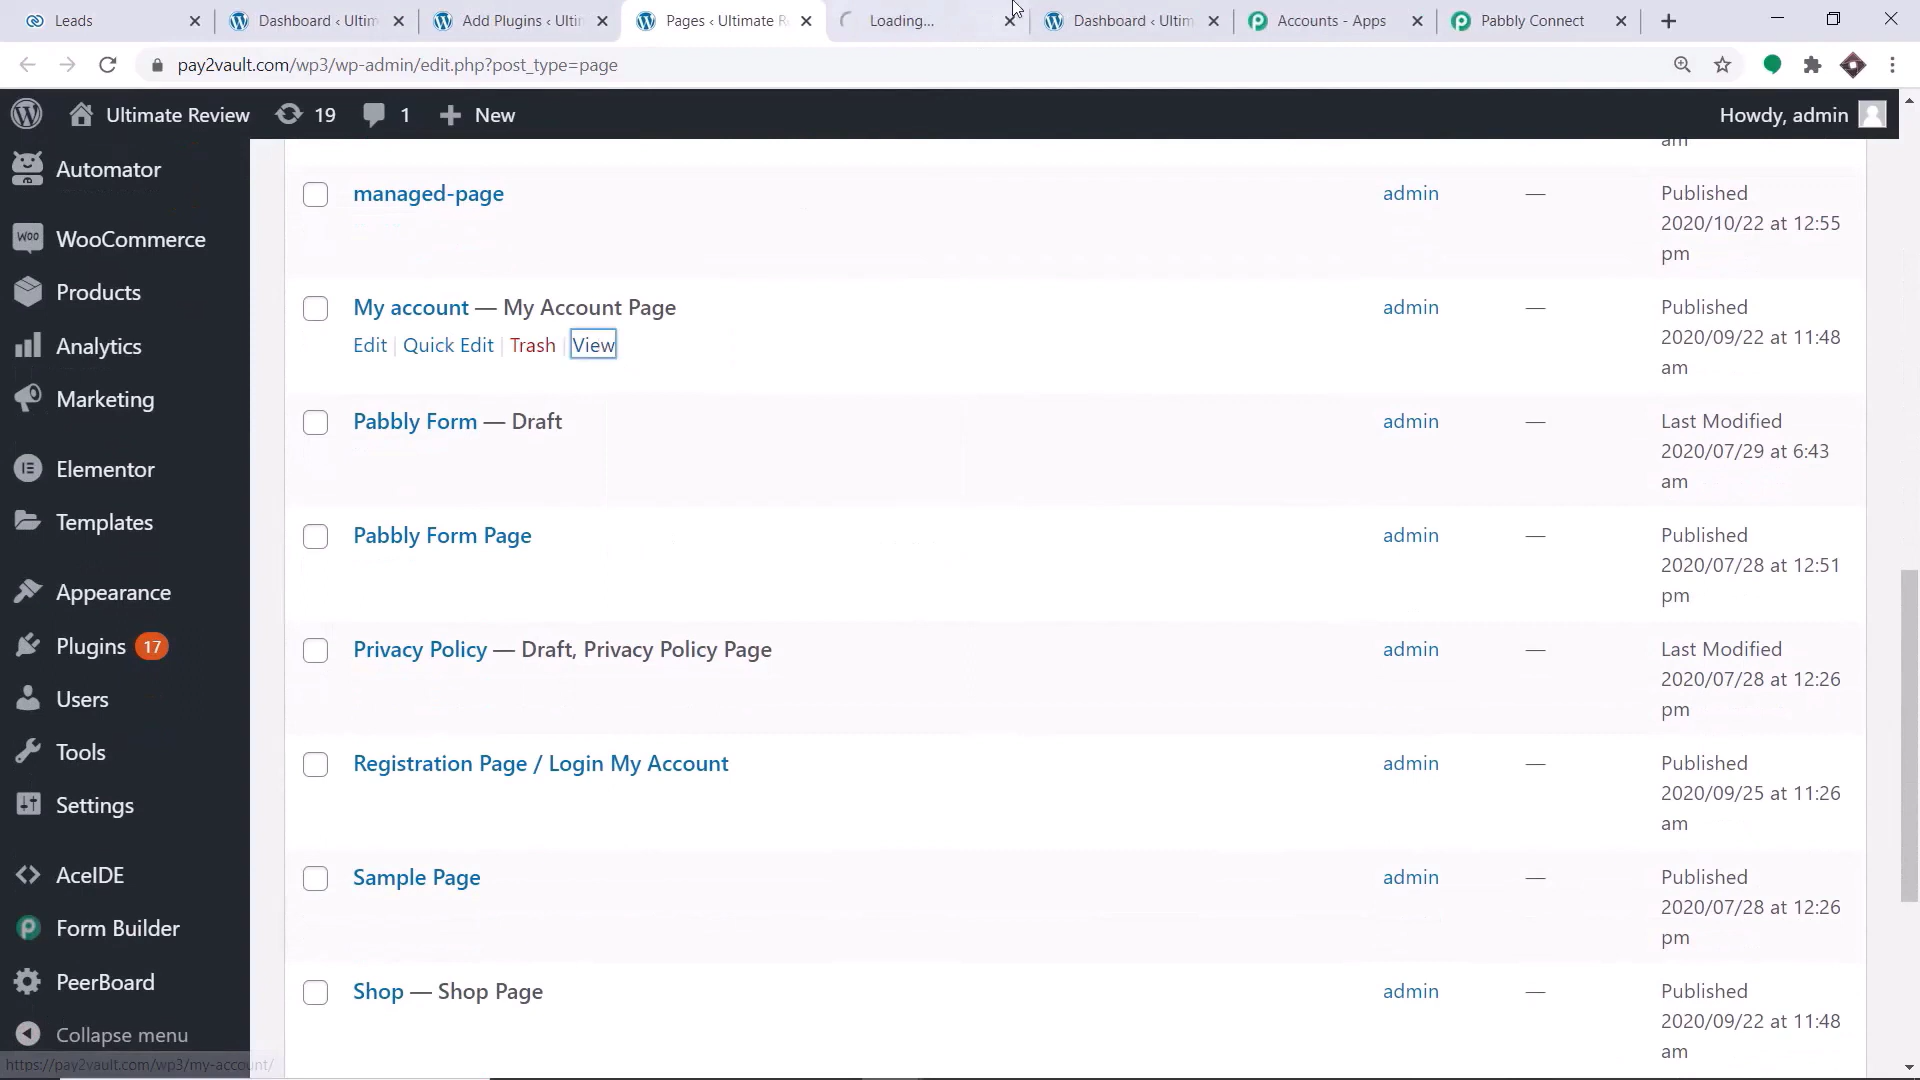 Leads
Dashboard ‹ Ultim
Add Plugins ‹ Ultim
Pages ‹ Ultimate R
Loading...
Dashboard ‹ Ultim
Accounts - Apps
Pabbly Connect
pay2vault.com/wp3/wp-admin/edit.php?post_type=page
Ultimate Review
19
1
New
Howdy, admin
Automator
WooCommerce
Products
Analytics
Marketing
Elementor
Templates
Appearance
Plugins 17
Users
Tools
Settings
AceIDE
Form Builder
PeerBoard
Collapse menu
am
managed-page
admin
—
Published
2020/10/22 at 12:55
pm
My account — My Account Page
Edit | Quick Edit | Trash | View
admin
—
Published
2020/09/22 at 11:48
am
Pabbly Form — Draft
admin
—
Last Modified
2020/07/29 at 6:43
am
Pabbly Form Page
admin
—
Published
2020/07/28 at 12:51
pm
Privacy Policy — Draft, Privacy Policy Page
admin
—
Last Modified
2020/07/28 at 12:26
pm
Registration Page / Login My Account
admin
—
Published
2020/09/25 at 11:26
am
Sample Page
admin
—
Published
2020/07/28 at 12:26
pm
Shop — Shop Page
admin
—
Published
2020/09/22 at 11:48
am
https://pay2vault.com/wp3/my-account/